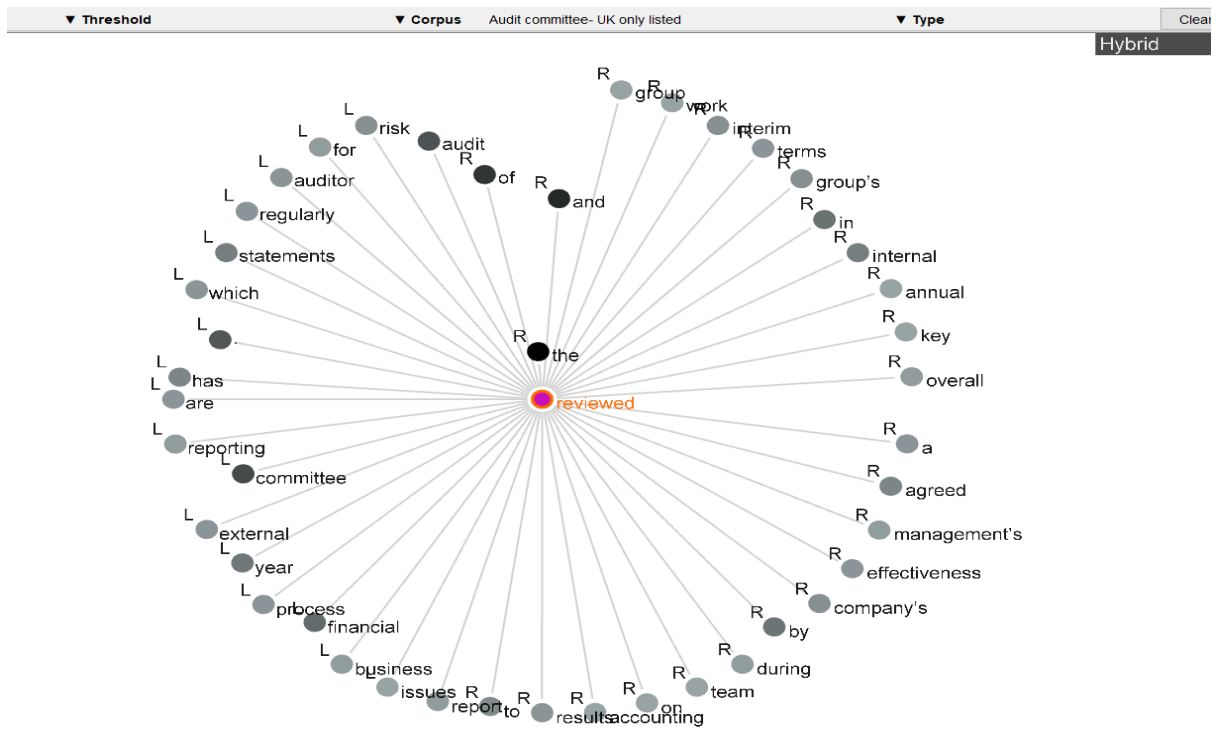 ▼ Threshold ▼ Corpus Audit committee- UK only listed ▼ Type Clear
Hybrid
R group
R work
R interim
R terms
R group's
R in
R internal
R annual
R key
R overall
R a
R agreed
R management's
R effectiveness
R company's
R by
R during
R team
R on
R accounting
R results
R to
report
L issues
L business
L financial
L process
L year
L external
L committee
reporting
L are
L has
L .
L which
L statements
L regularly
L auditor
L for
L risk
audit
R of
R and
R the
reviewed